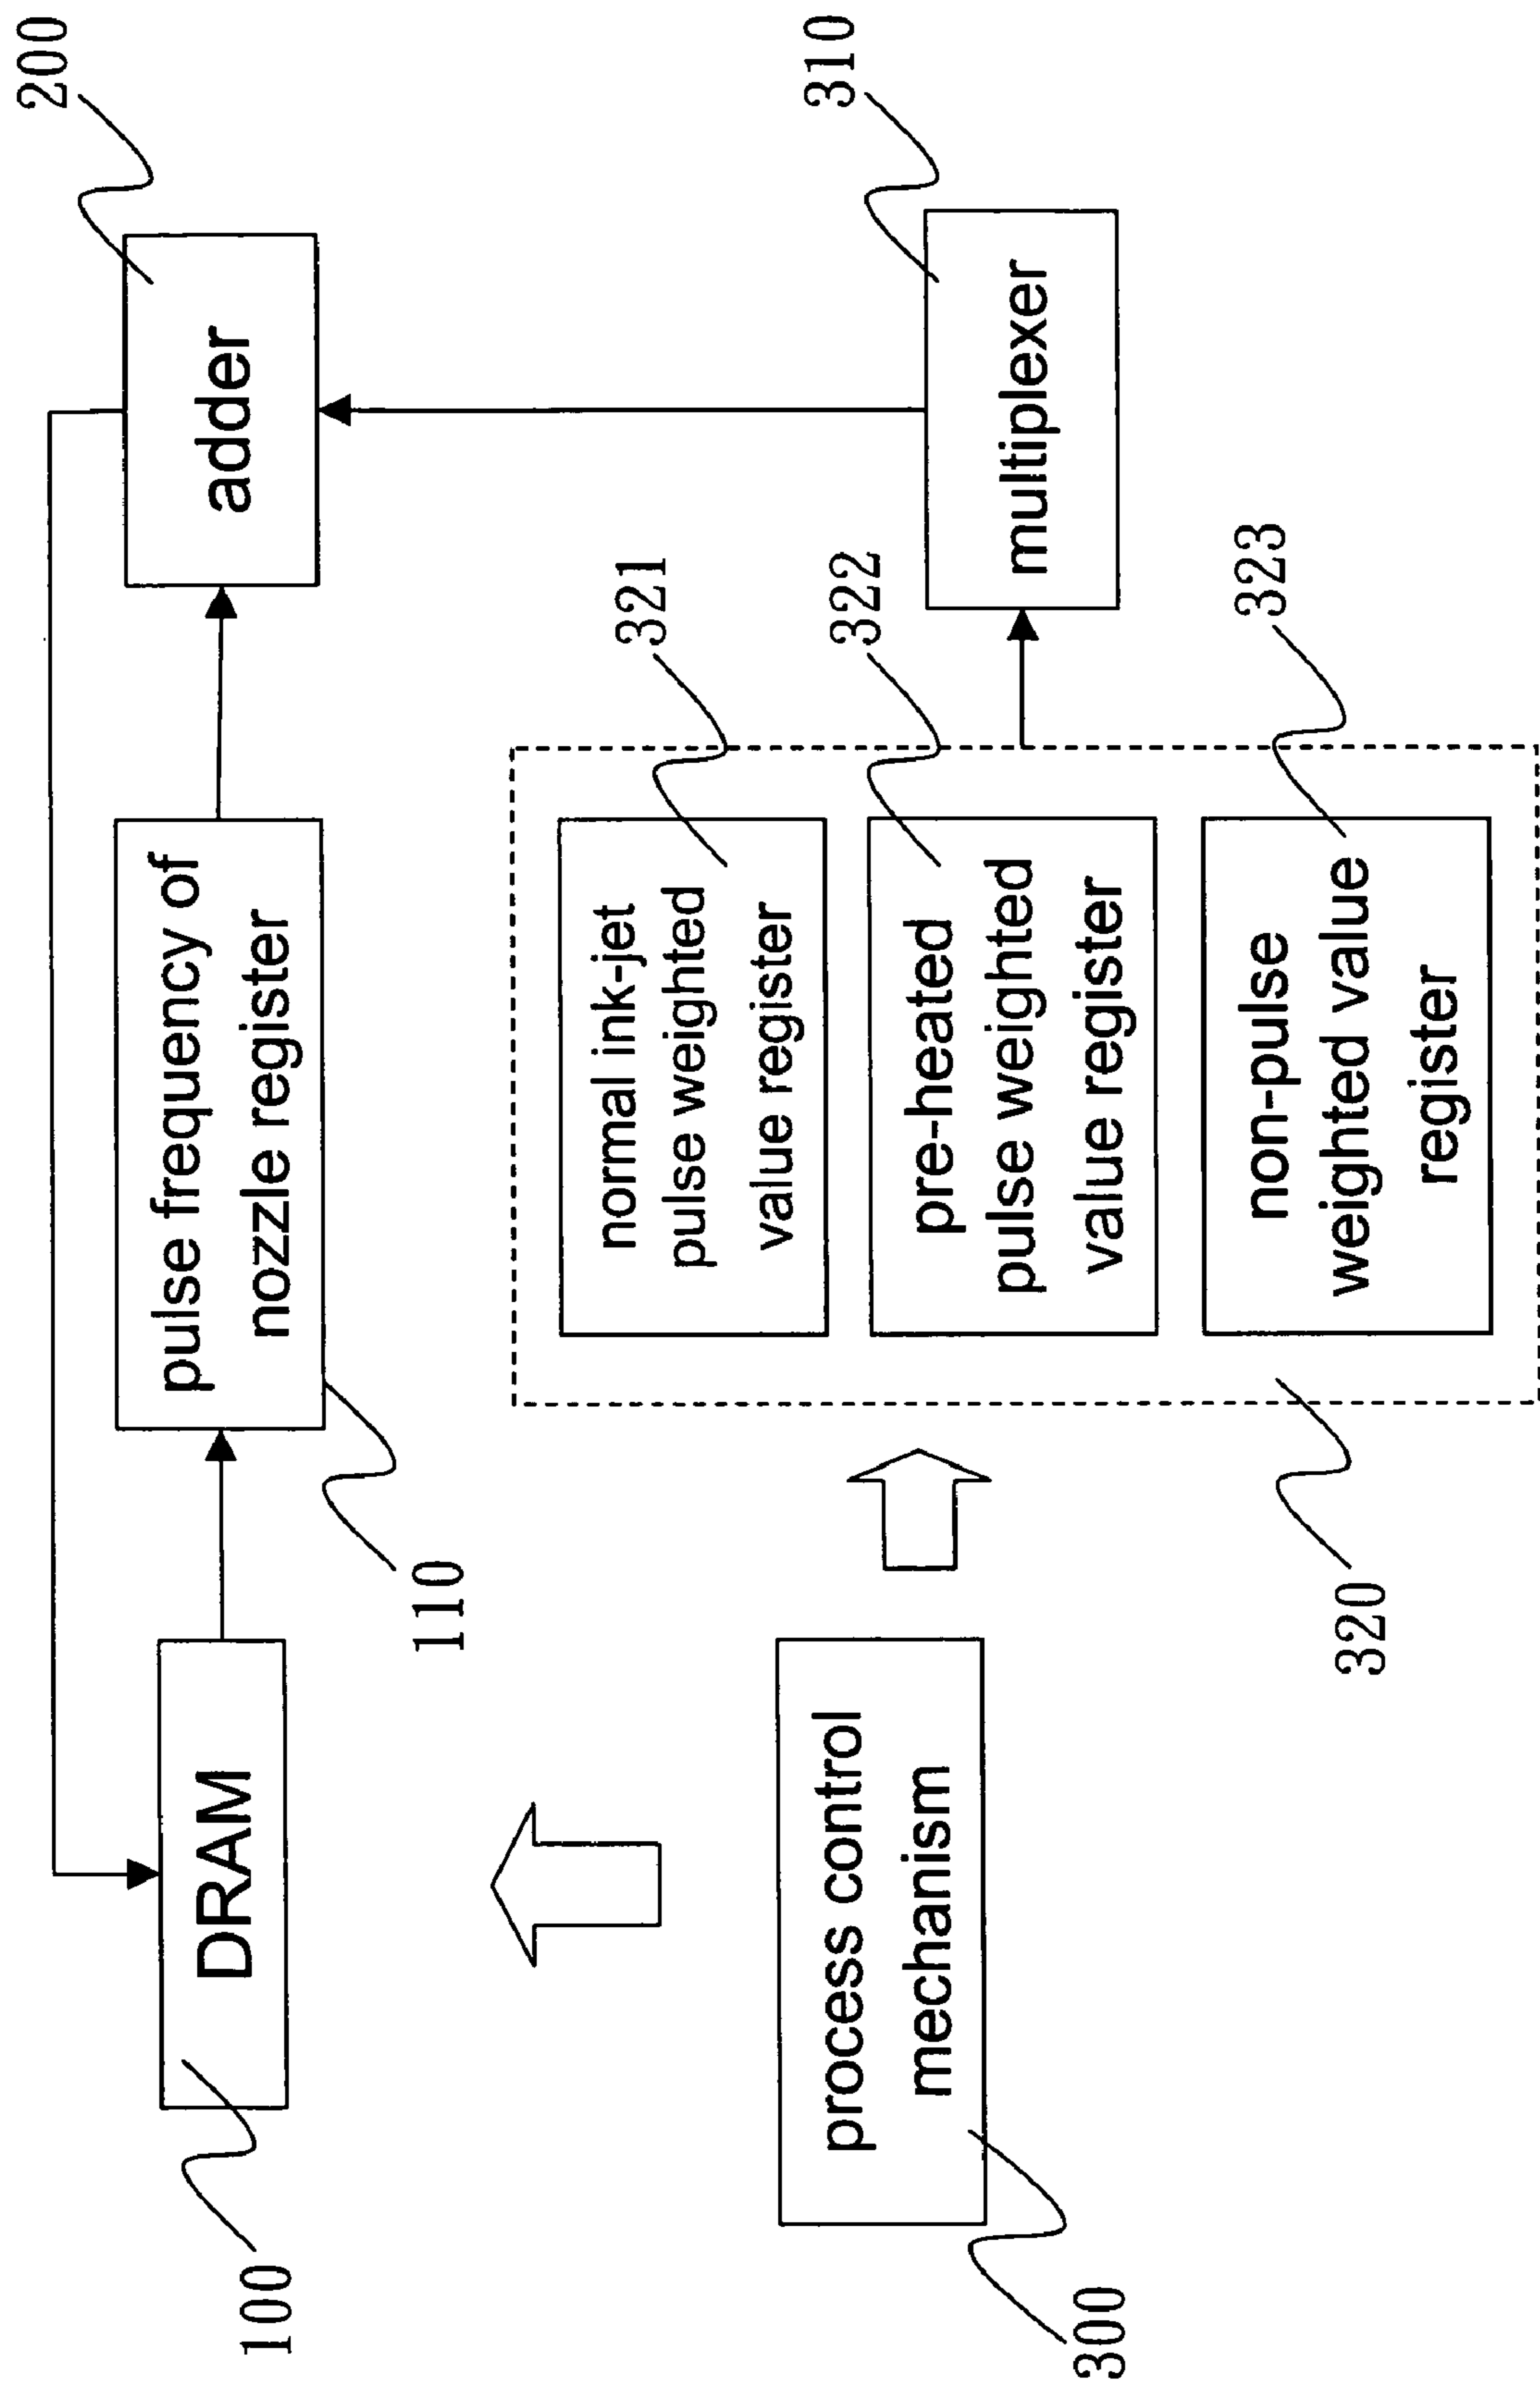 200
adder
pulse frequency of
nozzle register
110
DRAM
100
310
multiplexer
321
normal ink-jet
pulse weighted
value register
322
pre-heated
pulse weighted
value register
323
non-pulse
weighted value
register
320
process control
mechanism
300